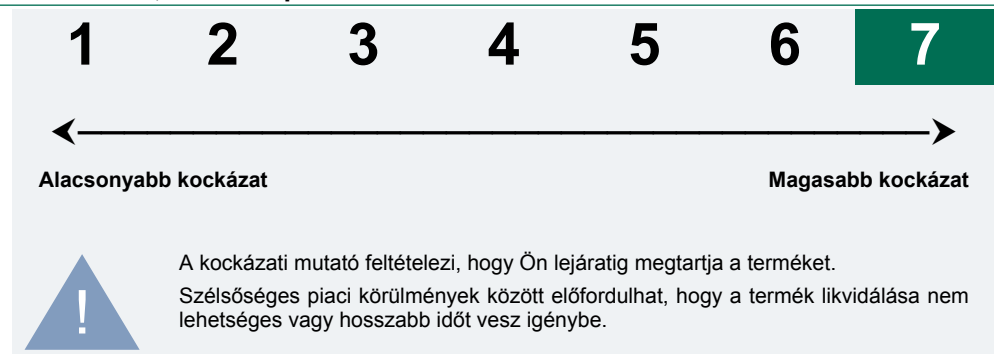 1 2 3 4 5 6 7
Alacsonyabb kockázat Magasabb kockázat
A kockázati mutató feltételezi, hogy Ön lejáratig megtartja a terméket.
Szélsőséges piaci körülmények között előfordulhat, hogy a termék likvidálása nem
lehetséges vagy hosszabb időt vesz igénybe.
!